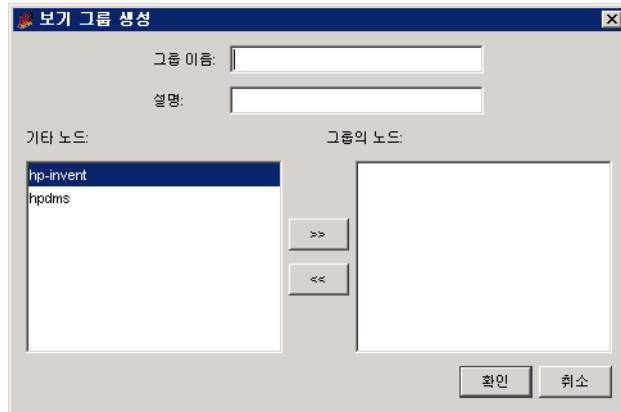 보기 그룹 생성
그룹 이름:
설명:
기타 노드:
그룹의 노드:
hp-invent
hpdms
>>
<<
확인
취소